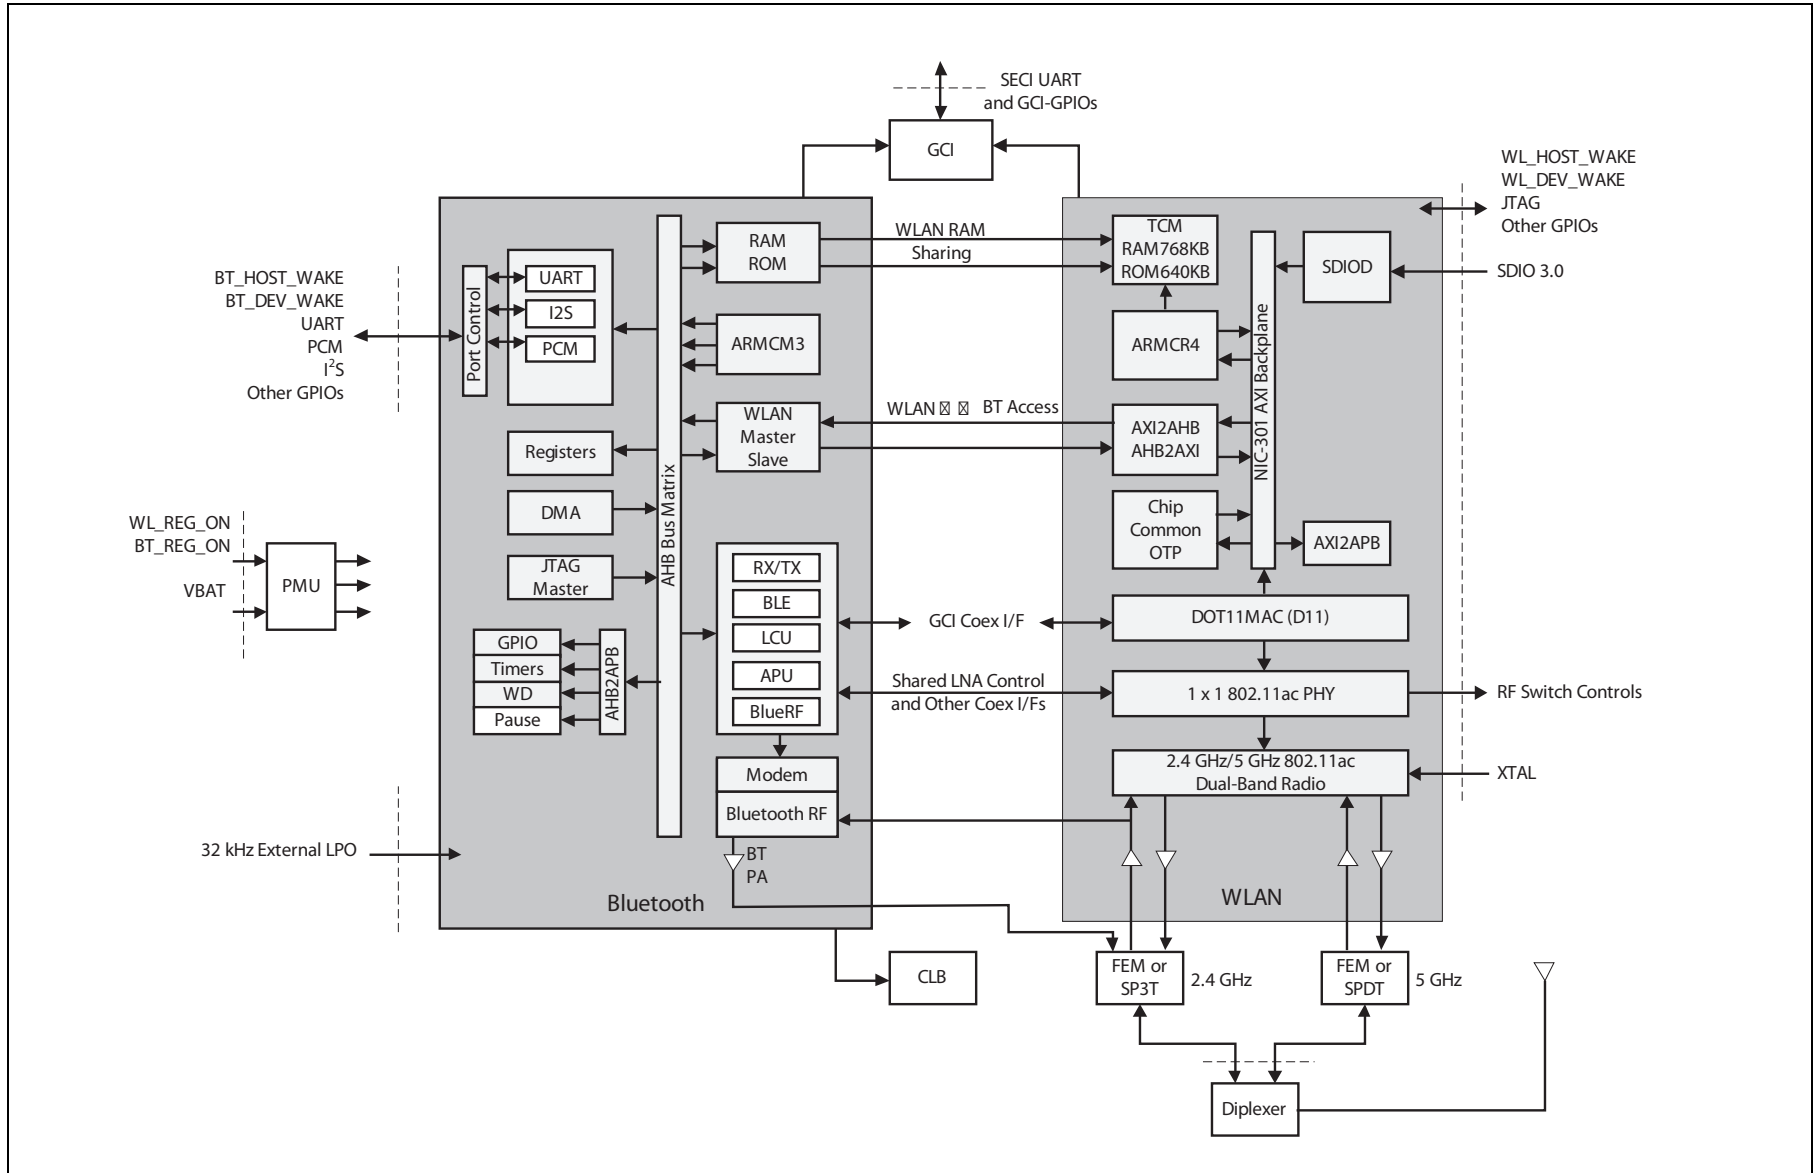 SECI UART
and GCI-GPIOs
GCI
WL_HOST_WAKE
WL_DEV_WAKE
JTAG
Other GPIOs
SDIO 3.0
BT_HOST_WAKE
BT_DEV_WAKE
UART
PCM
I²S
Other GPIOs
Port Control
UART
I2S
PCM
AHB Bus Matrix
RAM
ROM
WLAN RAM
Sharing
TCM
RAM768KB
ROM640KB
NIC-301 AXI Backplane
SDIOD
ARMCM3
ARMCR4
Registers
WLAN
Master
Slave
WLAN BT Access
AXI2AHB
AHB2AXI
DMA
Chip
Common
OTP
AXI2APB
WL_REG_ON
BT_REG_ON
VBAT
PMU
JTAG
Master
RX/TX
BLE
LCU
APU
BlueRF
GCI Coex I/F
DOT11MAC (D11)
GPIO
Timers
WD
Pause
AHB2APB
Shared LNA Control
and Other Coex I/Fs
1 x 1 802.11ac PHY
RF Switch Controls
Modem
Bluetooth RF
2.4 GHz/5 GHz 802.11ac
Dual-Band Radio
XTAL
32 kHz External LPO
BT
PA
Bluetooth
WLAN
CLB
FEM or
SP3T
2.4 GHz
FEM or
SPDT
5 GHz
Diplexer